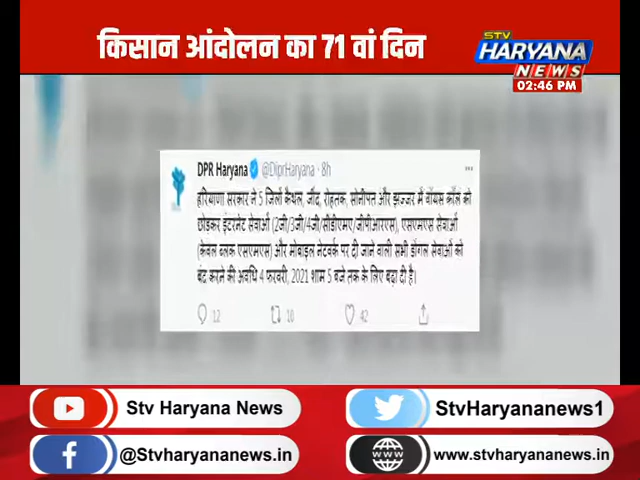 किसान आंदोलन का 71 वां दिन
STV
HARYANA
NEWS
02:46 PM
DPR Haryana @DiprHaryana · 8h
हरियाणा सरकार ने 5 जिलों कैथल, जींद, रोहतक, सोनीपत और झज्जर में वॉयस कॉल को
छोडकर इंटरनेट सेवाओं (2जी/3जी/4जी/सीडीएमए/जीपीआरएस), एसएमएस सेवाओं
(केवल ब्लक एसएमएस) और मोबाइल नेटवर्क पर दी जाने वाली सभी डोंगल सेवाओं को
बंद करने की अवधि 4 फरवरी, 2021 शाम 5 बजे तक के लिए बढ़ा दी है।
12 10 42
Stv Haryana News
StvHaryananews1
@Stvharyananews.in
www.stvharyananews.in